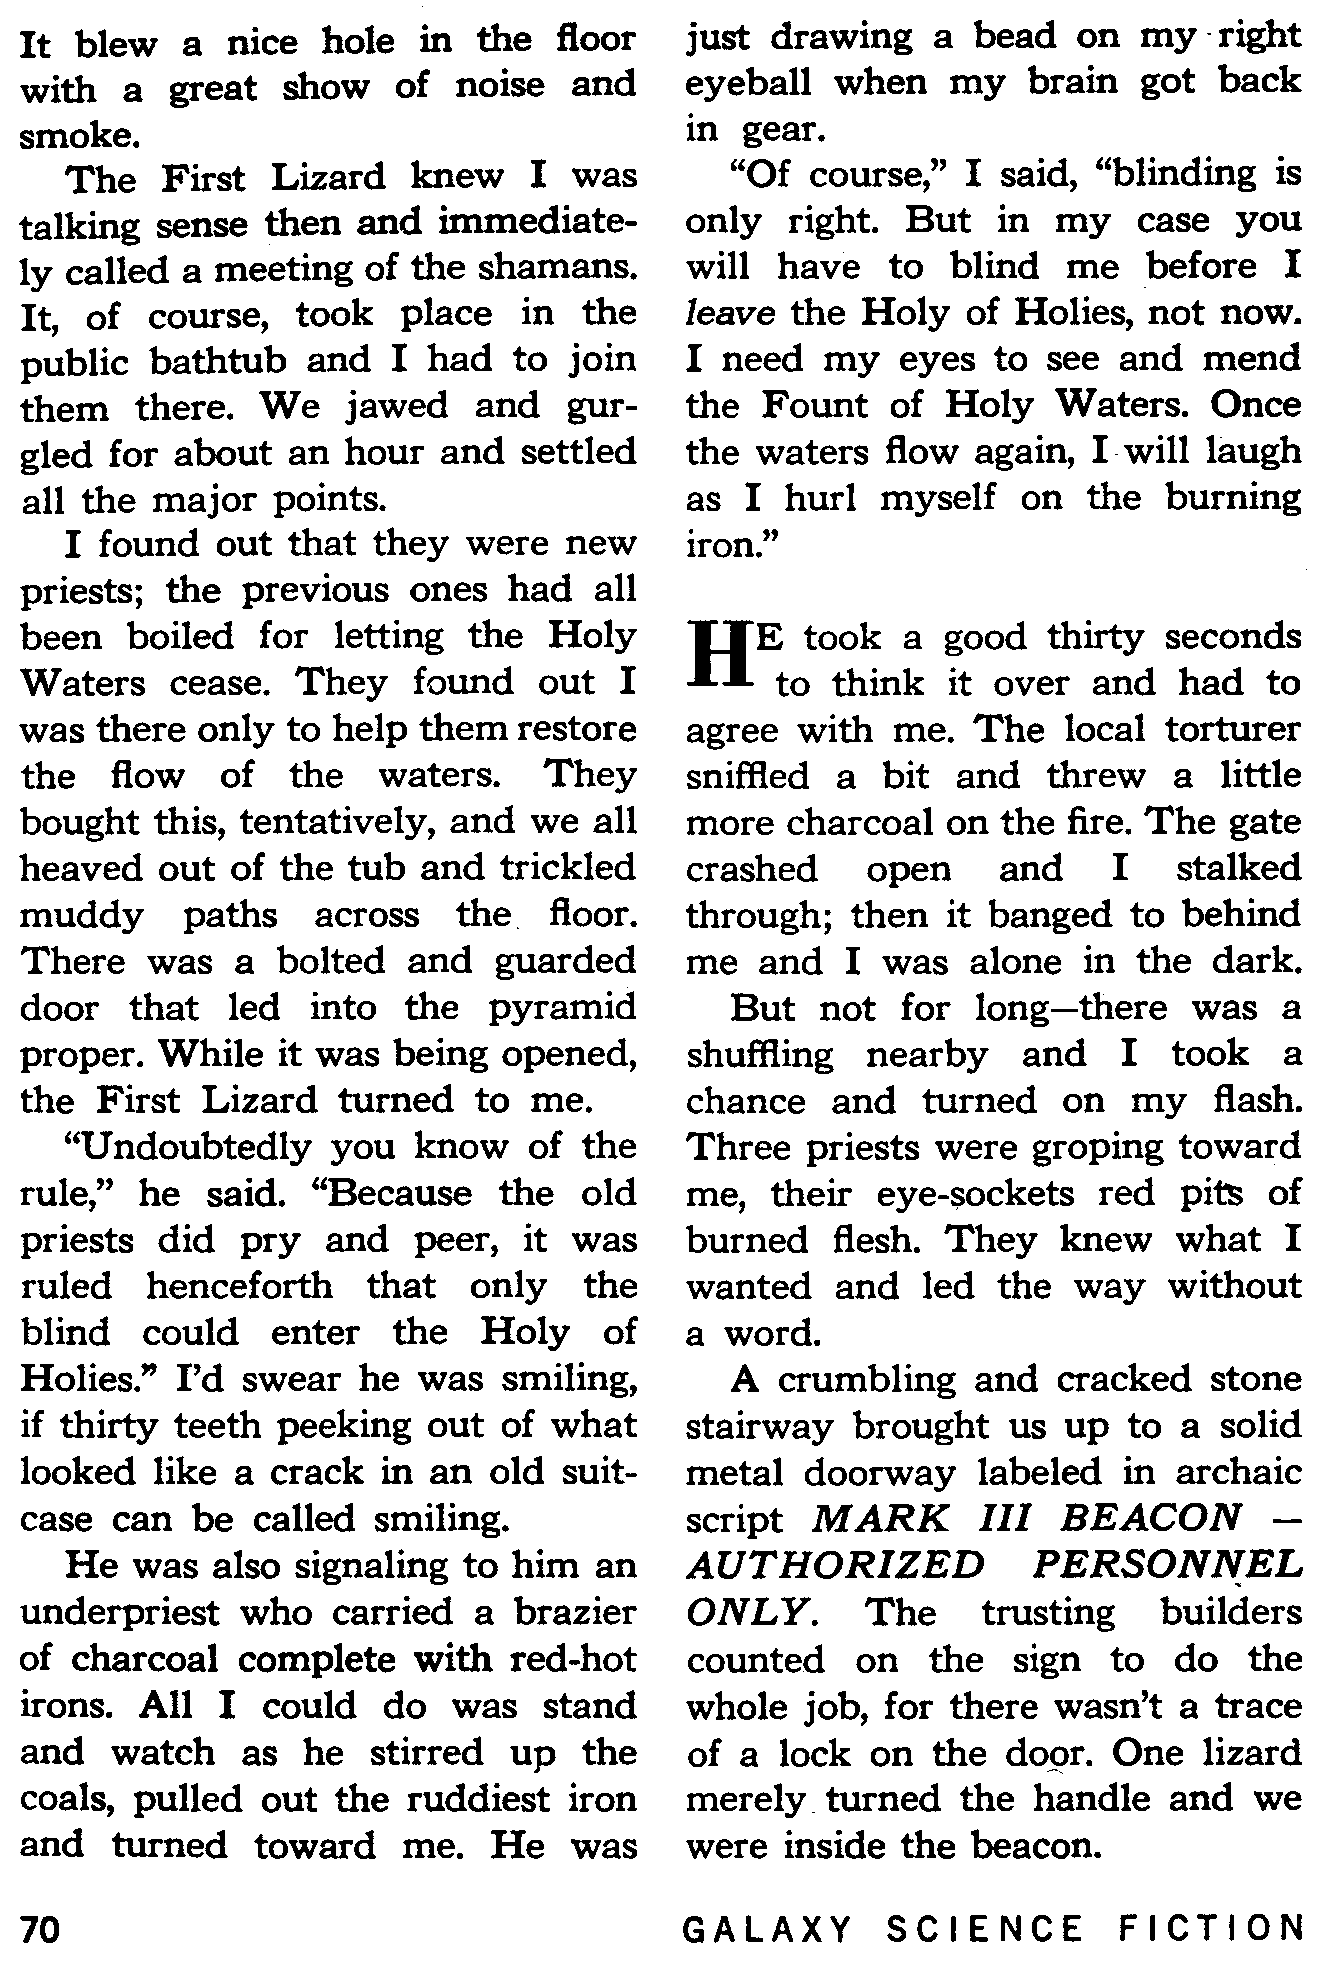 It blew a nice hole in the floor
with a great show of noise and
smoke.
The First Lizard knew I was
talking sense then and immediate-
ly called a meeting of the shamans.
It, of course, took place in the
public bathtub and I had to join
them there. We jawed and gur-
gled for about an hour and settled
all the major points.
I found out that they were new
priests; the previous ones had all
been boiled for letting the Holy
Waters cease. They found out I
was there only to help them restore
the flow of the waters. They
bought this, tentatively, and we all
heaved out of the tub and trickled
muddy paths across the floor.
There was a bolted and guarded
door that led into the pyramid
proper. While it was being opened,
the First Lizard turned to me.
“Undoubtedly you know of the
rule,” he said. “Because the old
priests did pry and peer, it was
ruled henceforth that only the
blind could enter the Holy of
Holies.” I’d swear he was smiling,
if thirty teeth peeking out of what
looked like a crack in an old suit-
case can be called smiling.
He was also signaling to him an
underpriest who carried a brazier
of charcoal complete with red-hot
irons. All I could do was stand
and watch as he stirred up the
coals, pulled out the ruddiest iron
and turned toward me. He was
just drawing a bead on my right
eyeball when my brain got back
in gear.
“Of course,” I said, “blinding is
only right. But in my case you
will have to blind me before I
leave the Holy of Holies, not now.
I need my eyes to see and mend
the Fount of Holy Waters. Once
the waters flow again, I will laugh
as I hurl myself on the burning
iron.”
HE took a good thirty seconds
to think it over and had to
agree with me. The local torturer
sniffled a bit and threw a little
more charcoal on the fire. The gate
crashed open and I stalked
through; then it banged to behind
me and I was alone in the dark.
But not for long—there was a
shuffling nearby and I took a
chance and turned on my flash.
Three priests were groping toward
me, their eye-sockets red pits of
burned flesh. They knew what I
wanted and led the way without
a word.
A crumbling and cracked stone
stairway brought us up to a solid
metal doorway labeled in archaic
script MARK III BEACON —
AUTHORIZED PERSONNEL
ONLY. The trusting builders
counted on the sign to do the
whole job, for there wasn’t a trace
of a lock on the door. One lizard
merely turned the handle and we
were inside the beacon.
70
GALAXY SCIENCE FICTION